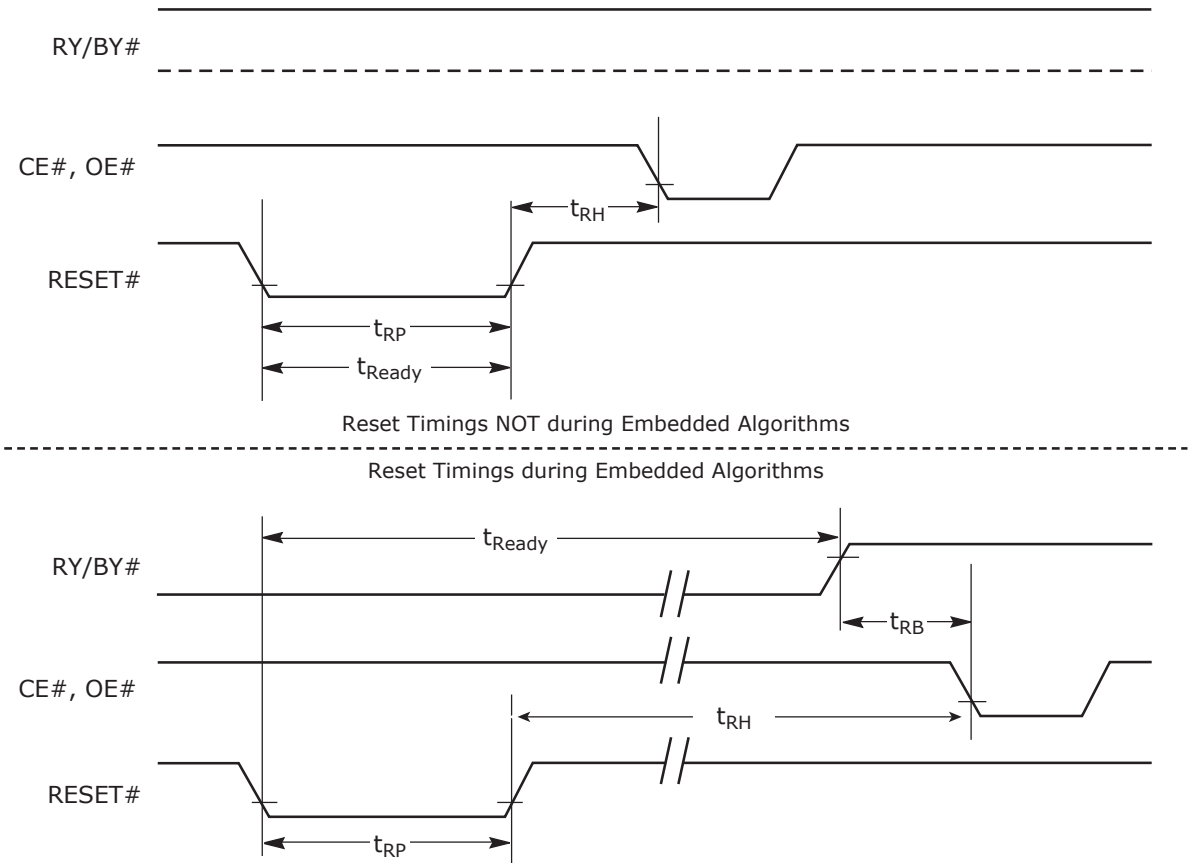 RY/BY#
CE#, OE#
tRH
RESET#
tRP
tReady
Reset Timings NOT during Embedded Algorithms
Reset Timings during Embedded Algorithms
tReady
RY/BY#
tRB
CE#, OE#
tRH
RESET#
tRP